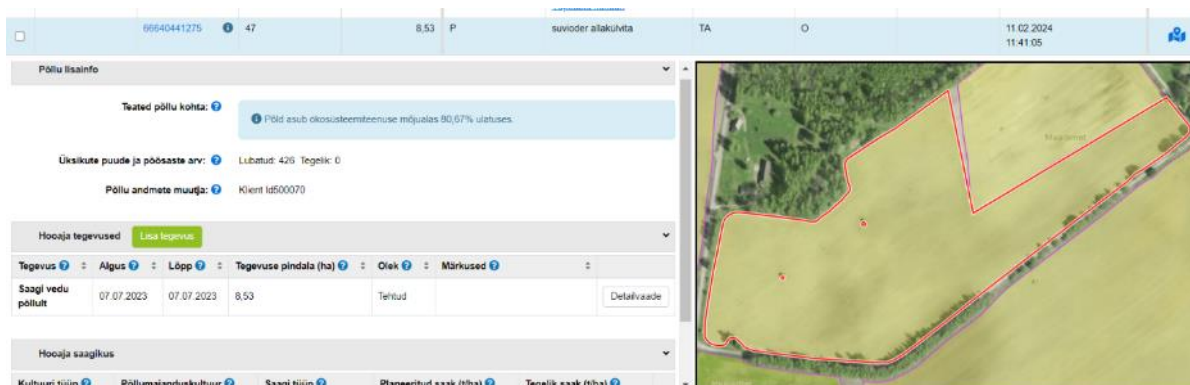 66640441275 47 8,53 P suvioder allakülvita TA O 11.02.2024
11:41:05
Põllu lisainfo
Teated põllu kohta:
Põld asub ökosüsteemiteenuse mõjualas 80,67% ulatuses.
Üksikute puude ja põõsaste arv: Lubatud: 426 Tegelik: 0
Põllu andmete muutja: Klient Id500070
Hooaja tegevused Lisa tegevus
Tegevus Algus Lõpp Tegevuse pindala (ha) Olek Märkused
Saagi vedu põllult 07.07.2023 07.07.2023 8,53 Tehtud Detailvaade
Hooaja saagikus
Kultuuri tüüp Põllumajanduskultuur Saagi tüüp Planeeritud saak (t/ha) Tegelik saak (t/ha)
Maaamet